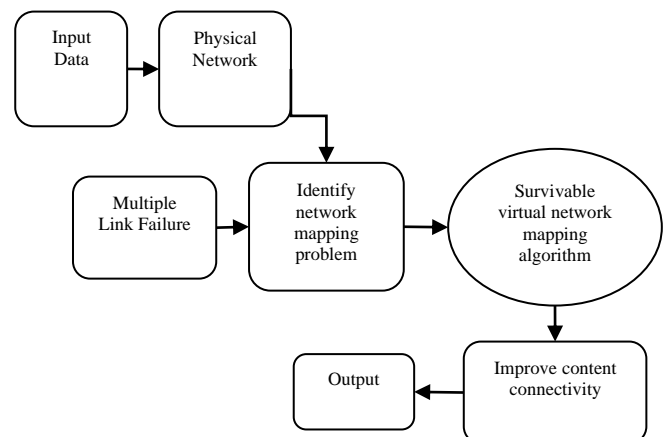 Input
Data
Physical
Network
Multiple
Link Failure
Identify
network
mapping
problem
Survivable
virtual network
mapping
algorithm
Improve content
connectivity
Output